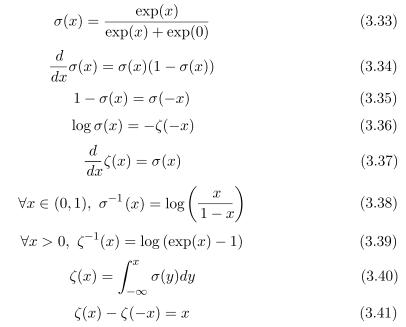 σ(x) = exp(x) / (exp(x) + exp(0)) (3.33)
d/dx σ(x) = σ(x)(1 − σ(x)) (3.34)
1 − σ(x) = σ(−x) (3.35)
log σ(x) = −ζ(−x) (3.36)
d/dx ζ(x) = σ(x) (3.37)
∀x ∈ (0, 1), σ⁻¹(x) = log (x / (1 − x)) (3.38)
∀x > 0, ζ⁻¹(x) = log (exp(x) − 1) (3.39)
ζ(x) = ∫_{−∞}^{x} σ(y)dy (3.40)
ζ(x) − ζ(−x) = x (3.41)